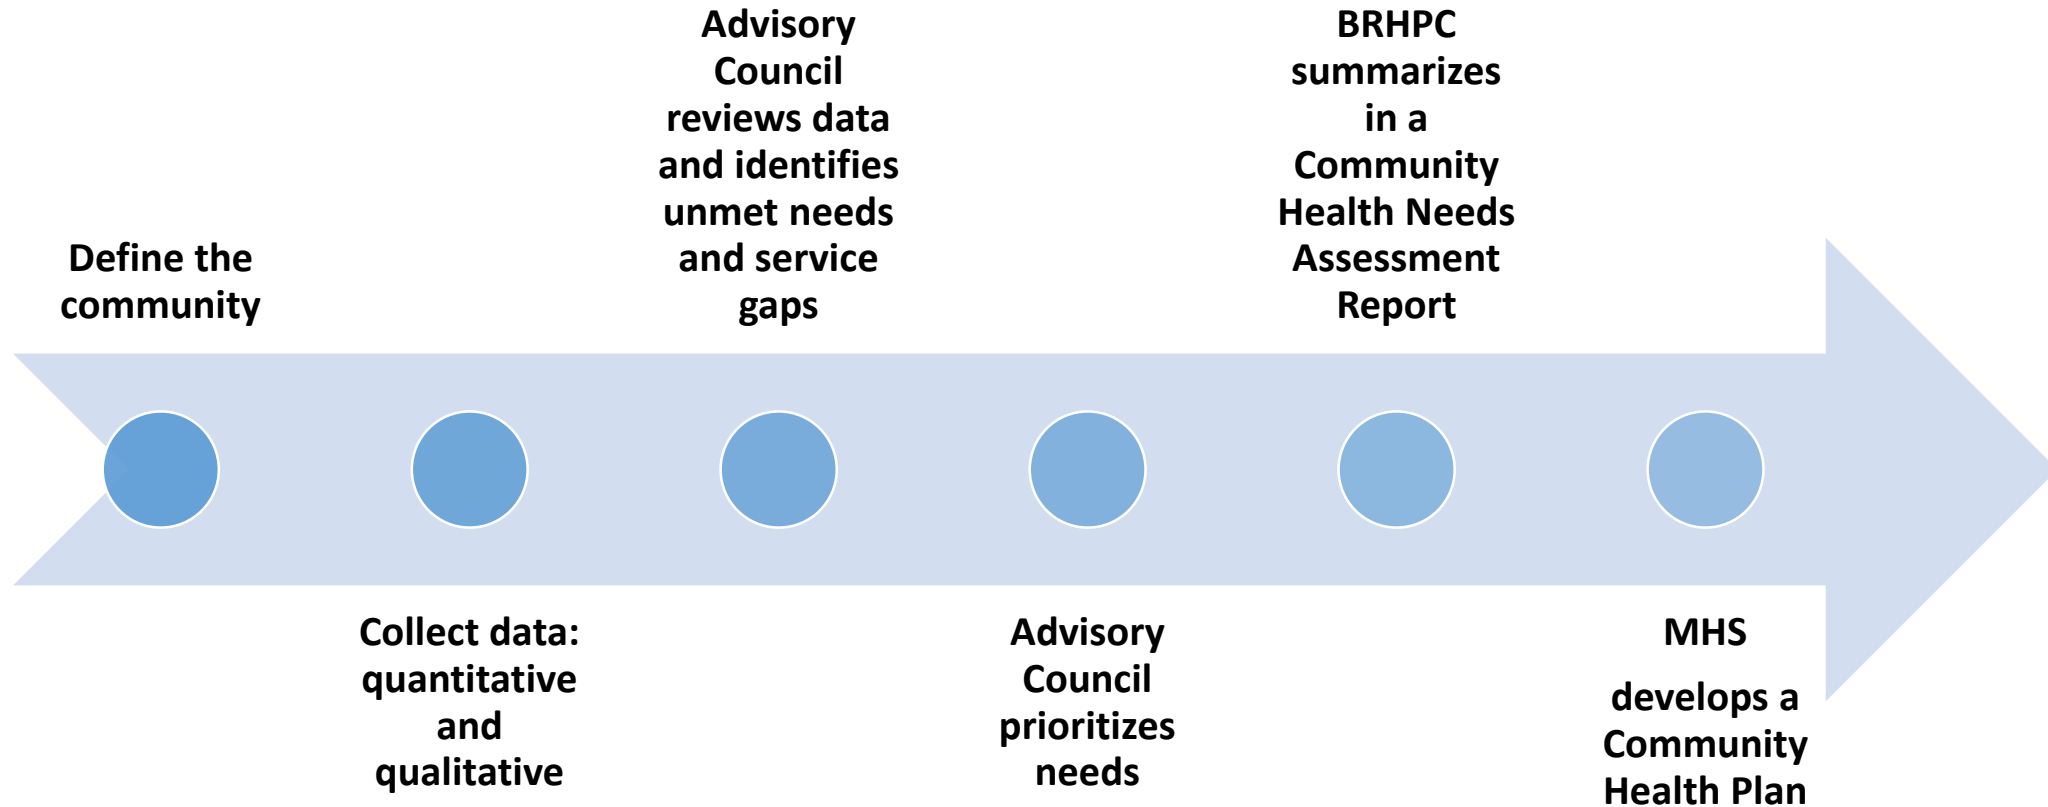 Define the
community
Collect data:
quantitative
and
qualitative
Advisory
Council
reviews data
and identifies
unmet needs
and service
gaps
Advisory
Council
prioritizes
needs
BRHPC
summarizes
in a
Community
Health Needs
Assessment
Report
MHS
develops a
Community
Health Plan